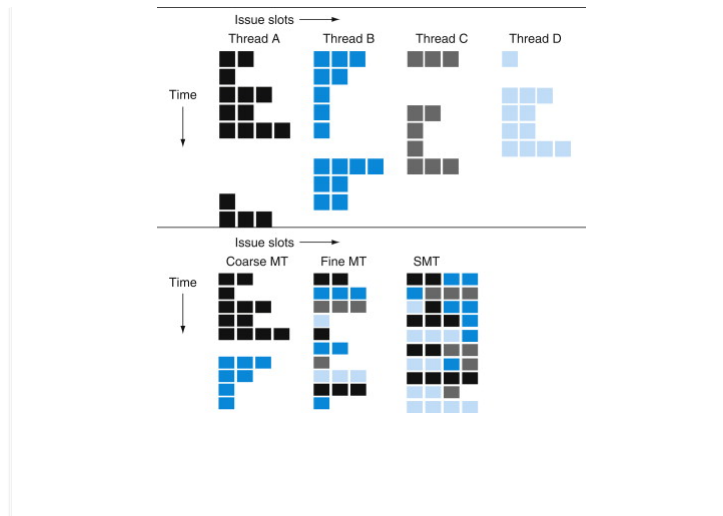 Issue slots
Thread A Thread B Thread C Thread D
Time
Issue slots
Coarse MT Fine MT SMT
Time